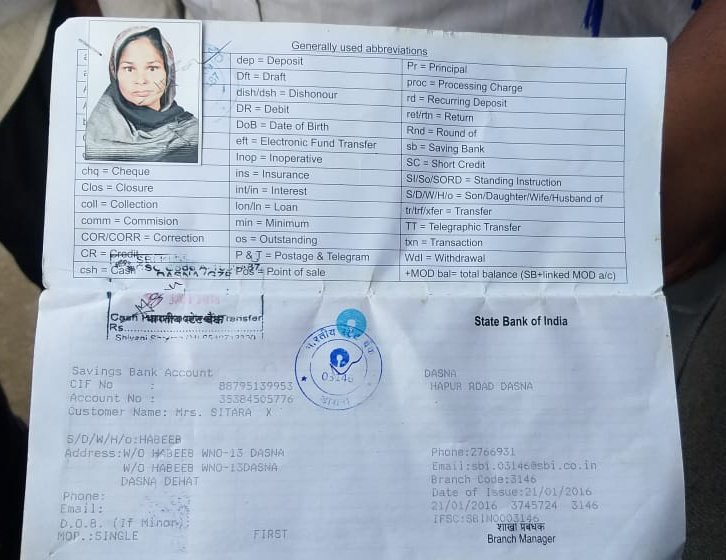 Generally used abbreviations
dep = Deposit
Pr = Principal
Dft = Draft
proc = Processing Charge
dish/dsh = Dishonour
rd = Recurring Deposit
DR = Debit
ret/rtn = Return
DoB = Date of Birth
Rnd = Round of
eft = Electronic Fund Transfer
sb = Saving Bank
Inop = Inoperative
SC = Short Credit
chq = Cheque
ins = Insurance
SI/So/SORD = Standing Instruction
Clos = Closure
int/in = Interest
S/D/W/H/o = Son/Daughter/Wife/Husband of
coll = Collection
lon/ln = Loan
tr/trf/xfer = Transfer
comm = Commision
min = Minimum
TT = Telegraphic Transfer
COR/CORR = Correction
os = Outstanding
txn = Transaction
CR = Credit
P & T = Postage & Telegram
Wdl = Withdrawal
csh = Cash
Pos = Point of sale
+MOD bal= total balance (SB+linked MOD a/c)
भारतीय स्टेट बैंक
Transfer
Rs
State Bank of India
भारतीय स्टेट बैंक
03146
Savings Bank Account
CIF No : 88795139953
Account No : 35384505776
Customer Name: Mrs. SITARA X
DASNA
HAPUR ROAD DASNA
S/D/W/H/o:HABEEB
Address:W/O HABEEB WNO-13 DASNA
W/O HABEEB WNO-13DASNA
DASNA DEHAT
Phone:
Email:
D.O.B. (If Minor)
MOP.:SINGLE FIRST
Phone:2766931
Email:sbi.03146@sbi.co.in
Branch Code:3146
Date of Issue:21/01/2016
21/01/2016 3745724 3146
IFSC:SBIN0003146
शाखा प्रबंधक
Branch Manager